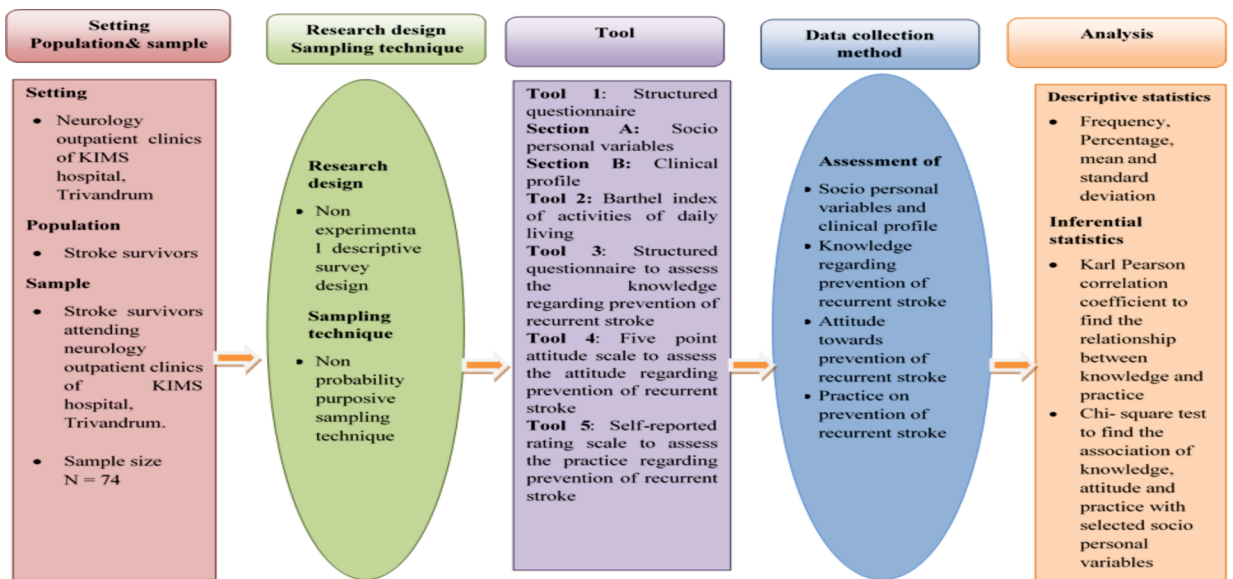 Setting
Population& sample
Research design
Sampling technique
Tool
Data collection
method
Analysis
Setting
• Neurology
outpatient clinics
of KIMS
hospital,
Trivandrum
Population
• Stroke survivors
Sample
• Stroke survivors
attending
neurology
outpatient clinics
of KIMS
hospital,
Trivandrum.
• Sample size
N = 74
Research
design
• Non
experimenta
l descriptive
survey
design
Sampling
technique
• Non
probability
purposive
sampling
technique
Tool 1: Structured
questionnaire
Section A: Socio
personal variables
Section B: Clinical
profile
Tool 2: Barthel index
of activities of daily
living
Tool 3: Structured
questionnaire to assess
the knowledge
regarding prevention of
recurrent stroke
Tool 4: Five point
attitude scale to assess
the attitude regarding
prevention of recurrent
stroke
Tool 5: Self-reported
rating scale to assess
the practice regarding
prevention of recurrent
stroke
Assessment of
• Socio personal
variables and
clinical profile
• Knowledge
regarding
prevention of
recurrent stroke
• Attitude
towards
prevention of
recurrent stroke
• Practice on
prevention of
recurrent stroke
Descriptive statistics
• Frequency,
Percentage,
mean and
standard
deviation
Inferential
statistics
• Karl Pearson
correlation
coefficient to
find the
relationship
between
knowledge and
practice
• Chi- square test
to find the
association of
knowledge,
attitude and
practice with
selected socio
personal
variables